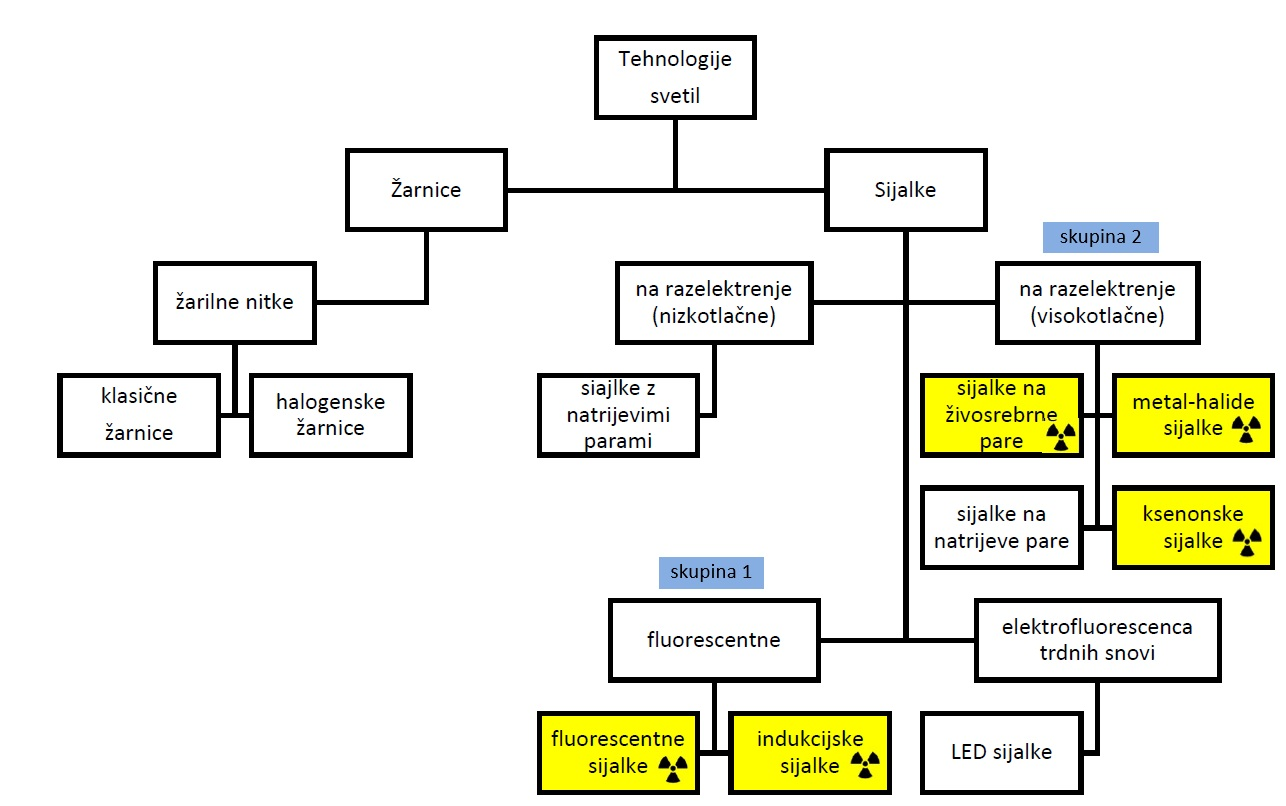 Tehnologije
svetil
Žarnice
Sijalke
skupina 2
žarilne nitke
na razelektrenje
(nizkotlačne)
na razelektrenje
(visokotlačne)
klasične
žarnice
halogenske
žarnice
siajlke z
natrijevimi
parami
sijalke na
živosrebrne
pare
metal-halide
sijalke
sijalke na
natrijeve pare
ksenonske
sijalke
skupina 1
fluorescentne
elektrofluorescenca
trdnih snovi
fluorescentne
sijalke
indukcijske
sijalke
LED sijalke